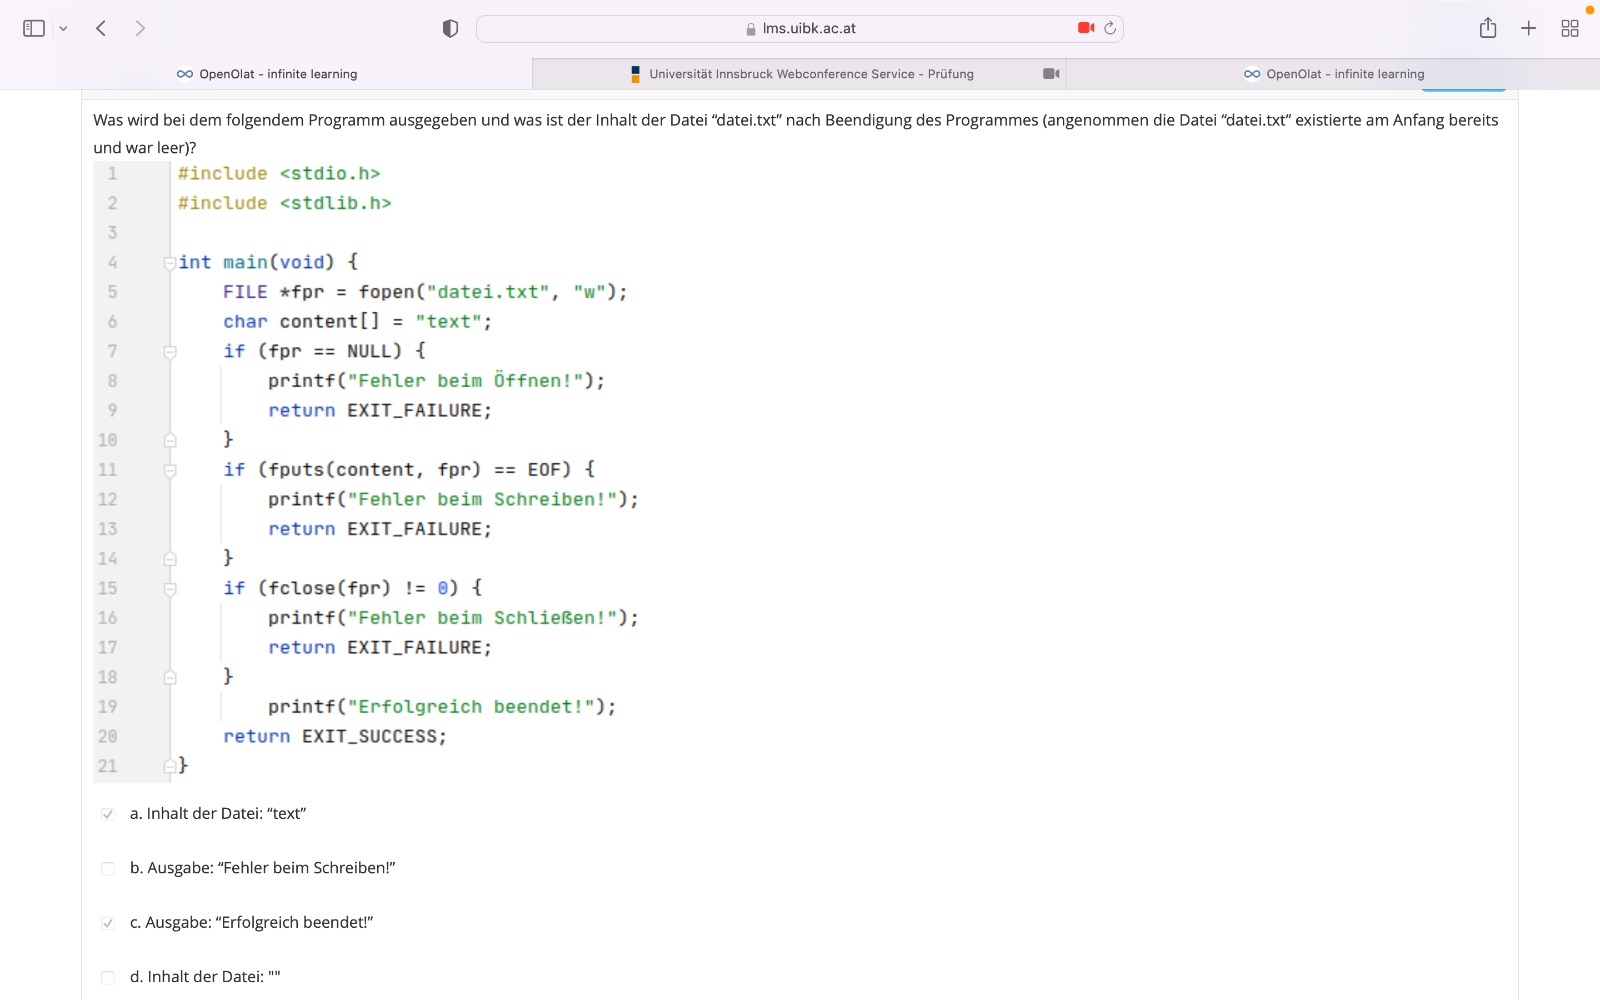 lms.uibk.ac.at
OpenOlat - infinite learning
Universität Innsbruck Webconference Service - Prüfung
OpenOlat - infinite learning
Was wird bei dem folgendem Programm ausgegeben und was ist der Inhalt der Datei “datei.txt” nach Beendigung des Programmes (angenommen die Datei “datei.txt” existierte am Anfang bereits
und war leer)?
1 #include <stdio.h>
2 #include <stdlib.h>
3
4 int main(void) {
5 FILE *fpr = fopen("datei.txt", "w");
6 char content[] = "text";
7 if (fpr == NULL) {
8 printf("Fehler beim Öffnen!");
9 return EXIT_FAILURE;
10 }
11 if (fputs(content, fpr) == EOF) {
12 printf("Fehler beim Schreiben!");
13 return EXIT_FAILURE;
14 }
15 if (fclose(fpr) != 0) {
16 printf("Fehler beim Schließen!");
17 return EXIT_FAILURE;
18 }
19 printf("Erfolgreich beendet!");
20 return EXIT_SUCCESS;
21 }
a. Inhalt der Datei: “text”
b. Ausgabe: “Fehler beim Schreiben!”
c. Ausgabe: “Erfolgreich beendet!”
d. Inhalt der Datei: ""